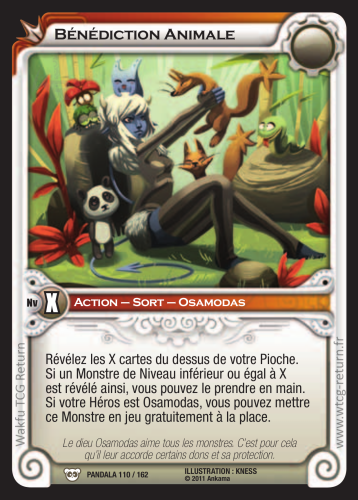 Bénédiction Animale
Nv X
Action – Sort – Osamodas
Révélez les X cartes du dessus de votre Pioche.
Si un Monstre de Niveau inférieur ou égal à X
est révélé ainsi, vous pouvez le prendre en main.
Si votre Héros est Osamodas, vous pouvez mettre
ce Monstre en jeu gratuitement à la place.
Le dieu Osamodas aime tous les monstres. C'est pour cela
qu'il leur accorde certains dons et sa protection.
PANDALA 110 / 162
ILLUSTRATION : KNESS
© 2011 Ankama
Wakfu TCG Return
www.wtcg-return.fr